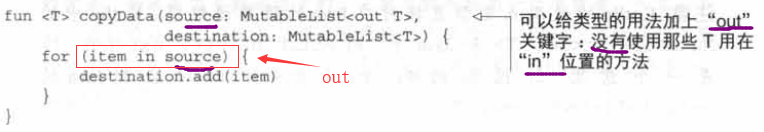 fun <T> copyData(source: MutableList<out T>,
destination: MutableList<T>) {
for (item in source) {
destination.add(item)
}
}
可以给类型的用法加上“out”
关键字:没有使用那些 T 用在
“in”位置的方法
out